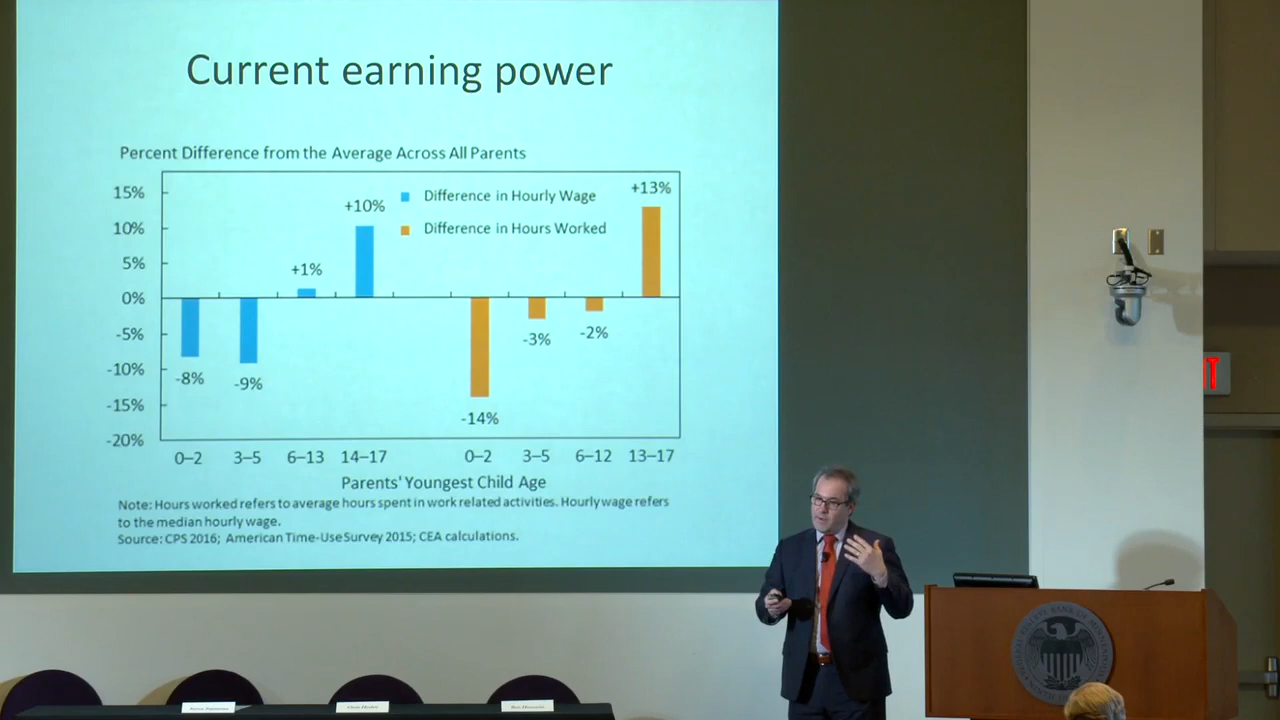 Current earning power
Percent Difference from the Average Across All Parents
15%
10%
5%
0%
-5%
-10%
-15%
-20%
Difference in Hourly Wage
Difference in Hours Worked
-8%
-9%
+1%
+10%
-14%
-3%
-2%
+13%
0–2 3–5 6–13 14–17 0–2 3–5 6–12 13–17
Parents' Youngest Child Age
Note: Hours worked refers to average hours spent in work related activities. Hourly wage refers
to the median hourly wage.
Source: CPS 2016; American Time-Use Survey 2015; CEA calculations.
IT